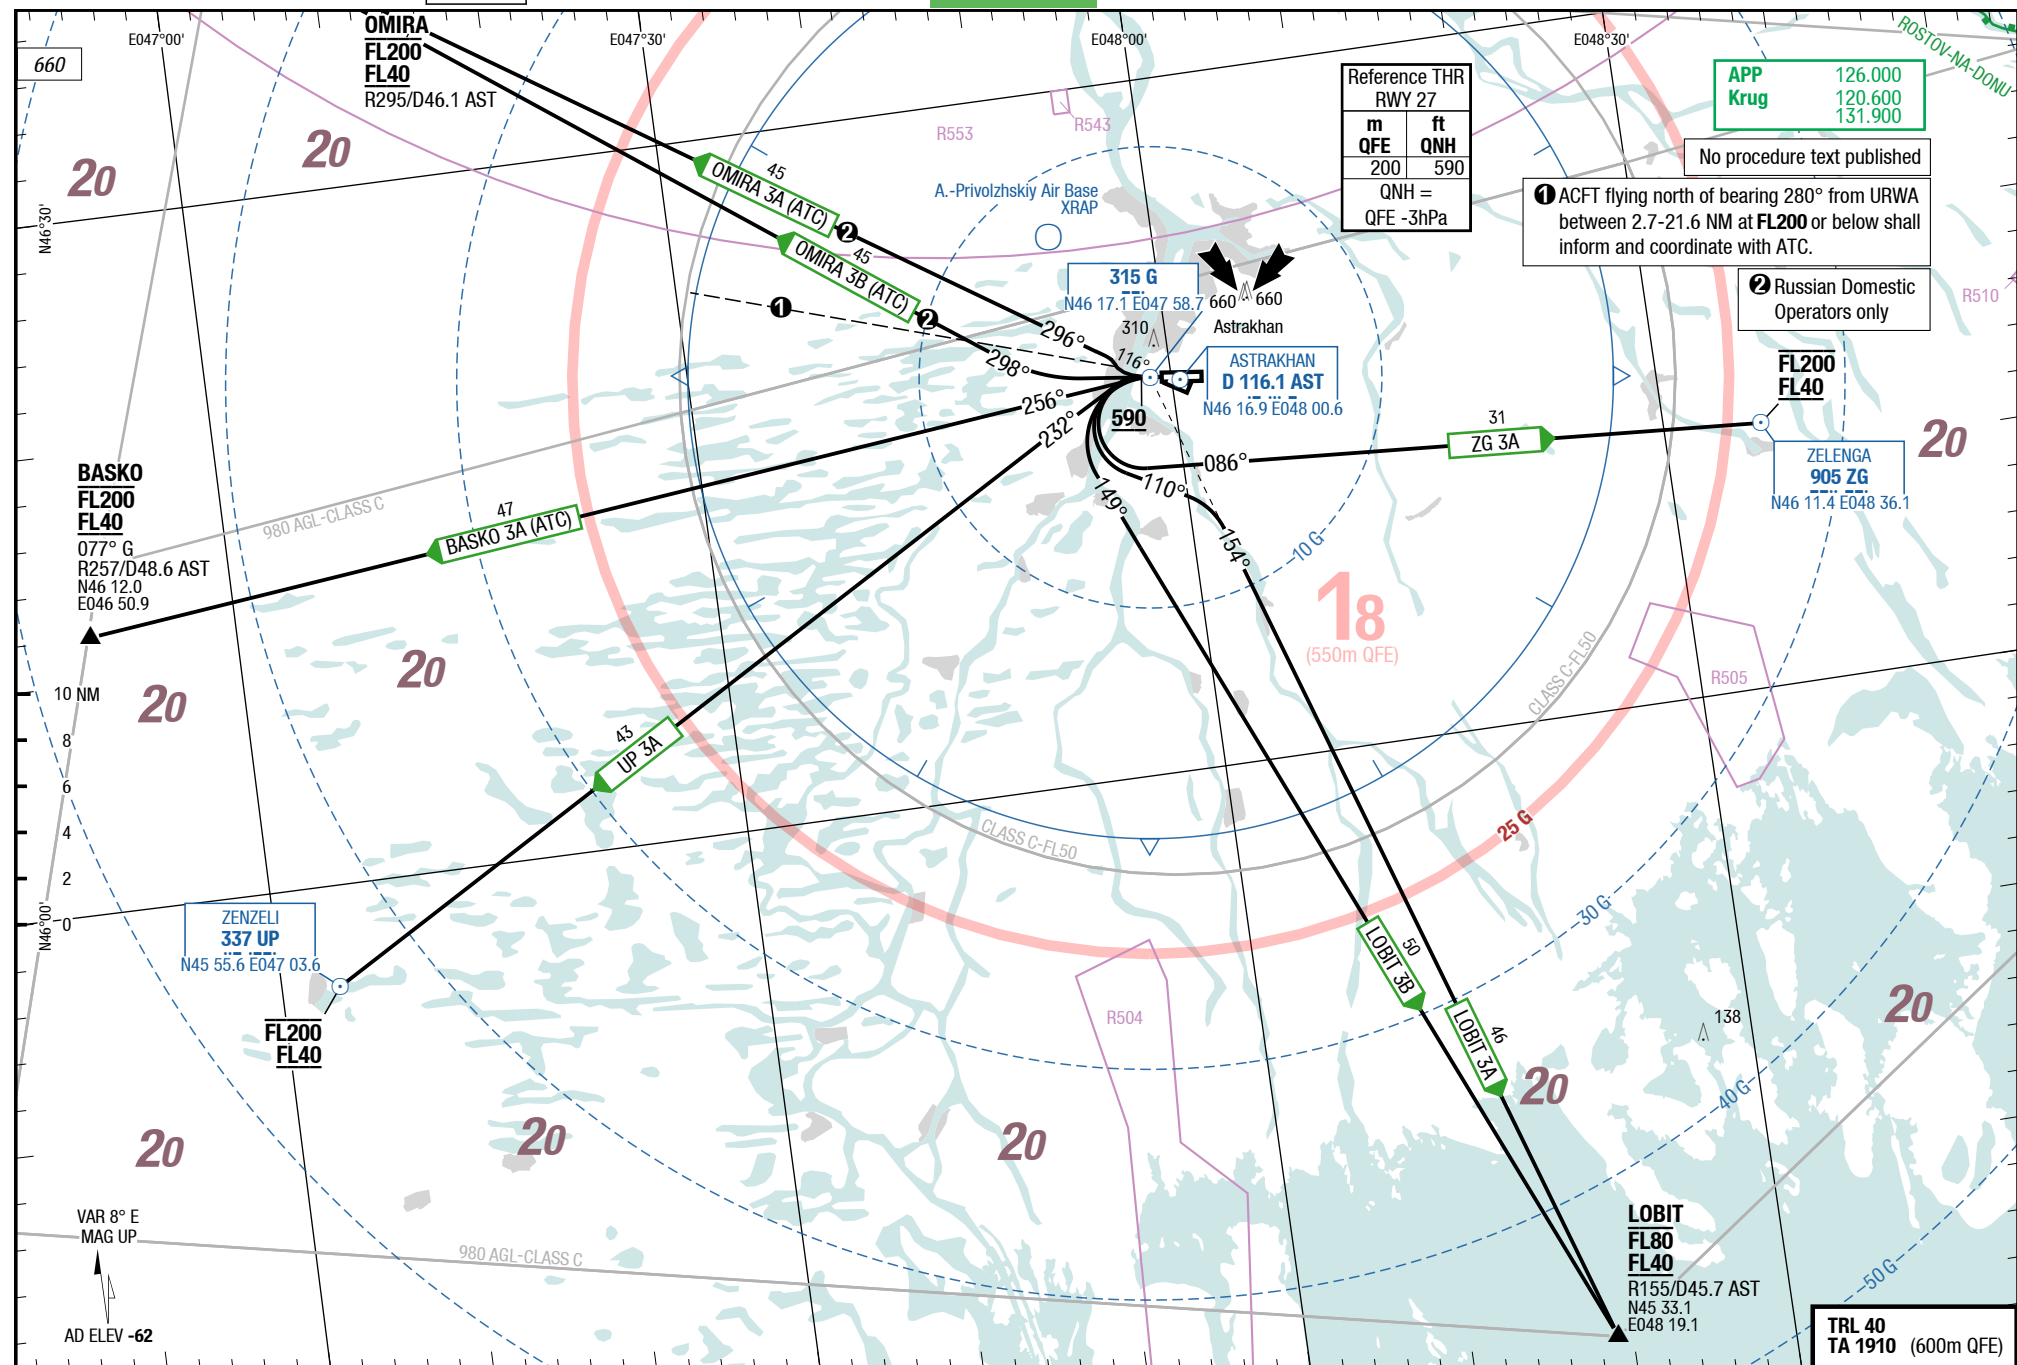 OMIRA
FL200
FL40
R295/D46.1 AST
660
E047°00'
E047°30'
E048°00'
E048°30'
ROSTOV-NA-DONU
APP 126.000
Krug 120.600
131.900
Reference THR
RWY 27
m ft
QFE QNH
200 590
QNH =
QFE -3hPa
No procedure text published
1 ACFT flying north of bearing 280° from URWA
between 2.7-21.6 NM at FL200 or below shall
inform and coordinate with ATC.
2 Russian Domestic
Operators only
R553
R543
R510
20
20
45
OMIRA 3A (ATC)
2
45
OMIRA 3B (ATC)
2
1
A.-Privolzhskiy Air Base
XRAP
N46°30'
315 G
N46 17.1 E047 58.7
660
660
Astrakhan
310
296°
116°
298°
256°
232°
590
ASTRAKHAN
D 116.1 AST
N46 16.9 E048 00.6
FL200
FL40
31
ZG 3A
086°
110°
149°
154°
ZELENGA
905 ZG
N46 11.4 E048 36.1
20
BASKO
FL200
FL40
077° G
R257/D48.6 AST
N46 12.0
E046 50.9
980 AGL-CLASS C
47
BASKO 3A (ATC)
10 G
18
(550m QFE)
CLASS C-FL50
R505
20
20
10 NM
8
6
4
2
0
43
UP 3A
CLASS C-FL50
25 G
N46°00'
ZENZELI
337 UP
N45 55.6 E047 03.6
FL200
FL40
30 G
50
LOBIT 3B
46
LOBIT 3A
R504
138
20
20
40 G
20
20
20
VAR 8° E
MAG UP
AD ELEV -62
980 AGL-CLASS C
LOBIT
FL80
FL40
R155/D45.7 AST
N45 33.1
E048 19.1
50 G
TRL 40
TA 1910 (600m QFE)